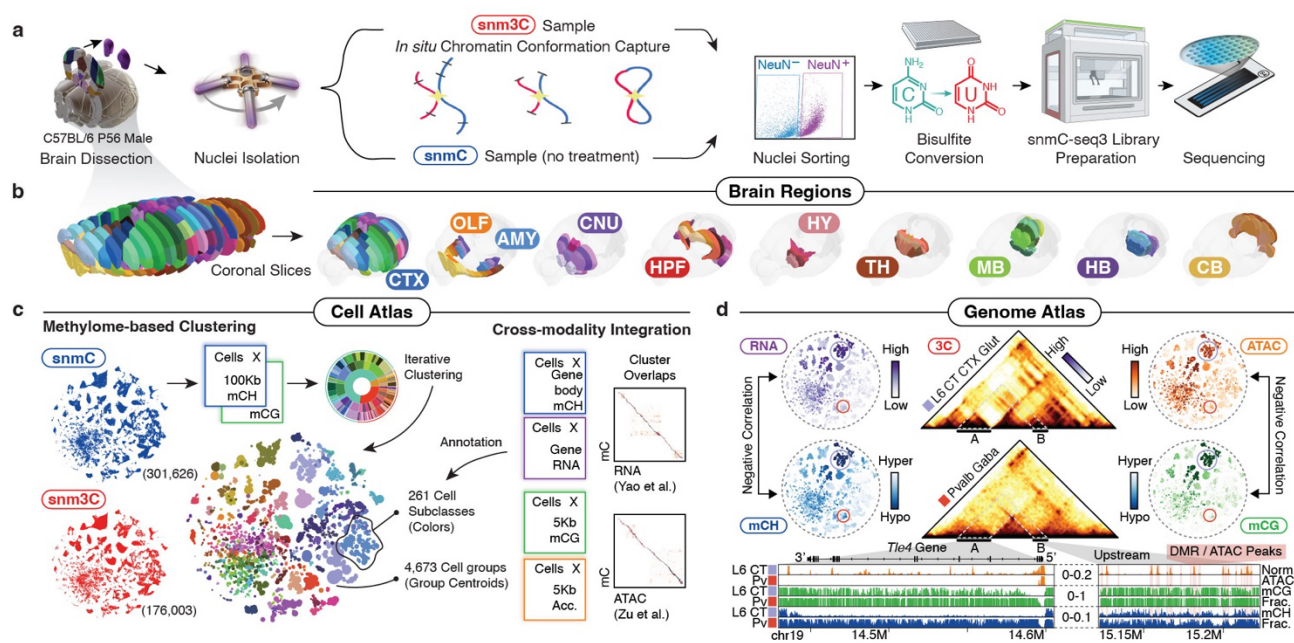 a
snm3C Sample
In situ Chromatin Conformation Capture
snmC Sample (no treatment)
C57BL/6 P56 Male
Brain Dissection
Nuclei Isolation
NeuN−
NeuN+
Nuclei Sorting
NH₂
C
N
N
O
O
U
NH
N
O
H
Bisulfite
Conversion
snmC-seq3 Library
Preparation
Sequencing
b
Brain Regions
Coronal Slices
CTX
OLF
AMY
CNU
HPF
HY
TH
MB
HB
CB
c
Cell Atlas
Methylome-based Clustering
snmC
(301,626)
snm3C
(176,003)
Cells X
100Kb
mCH
mCG
Iterative
Clustering
Annotation
261 Cell
Subclasses
(Colors)
4,673 Cell groups
(Group Centroids)
Cross-modality Integration
Cells X
Gene
body
mCH
Cells X
Gene
RNA
5Kb
mCG
Cells X
5Kb
Acc.
Cluster
Overlaps
mC
RNA
(Yao et al.)
mC
ATAC
(Zu et al.)
d
Genome Atlas
RNA
High
Low
Negative Correlation
mCH
Hyper
Hypo
3C
L6 CT CTX Glut
High
Low
A
B
Pvalb Gaba
A
B
ATAC
High
Low
Negative Correlation
mCG
Hyper
Hypo
3'
Tle4 Gene
5'
Upstream
DMR / ATAC Peaks
L6 CT
Pv
0-0.2
Norm.
ATAC
L6 CT
Pv
0-1
mCG
Frac.
L6 CT
Pv
0-0.1
mCH
Frac.
chr19
14.5M
14.6M
15.15M
15.2M